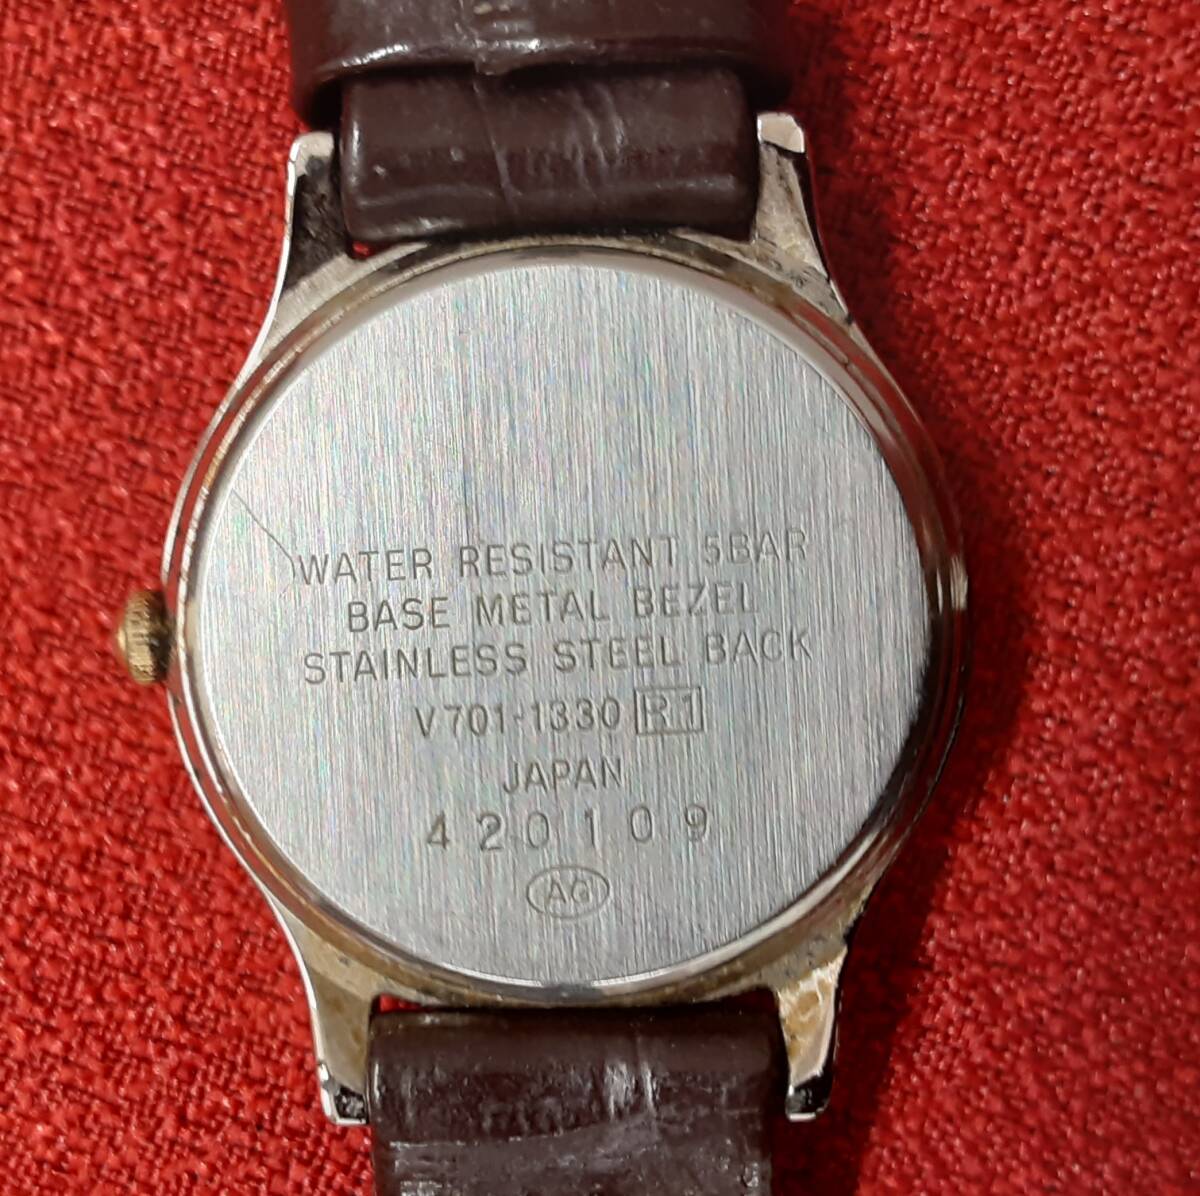 WATER RESISTANT 5BAR
BASE METAL BEZEL
STAINLESS STEEL BACK
V701-1330 R1
JAPAN
420109
AG